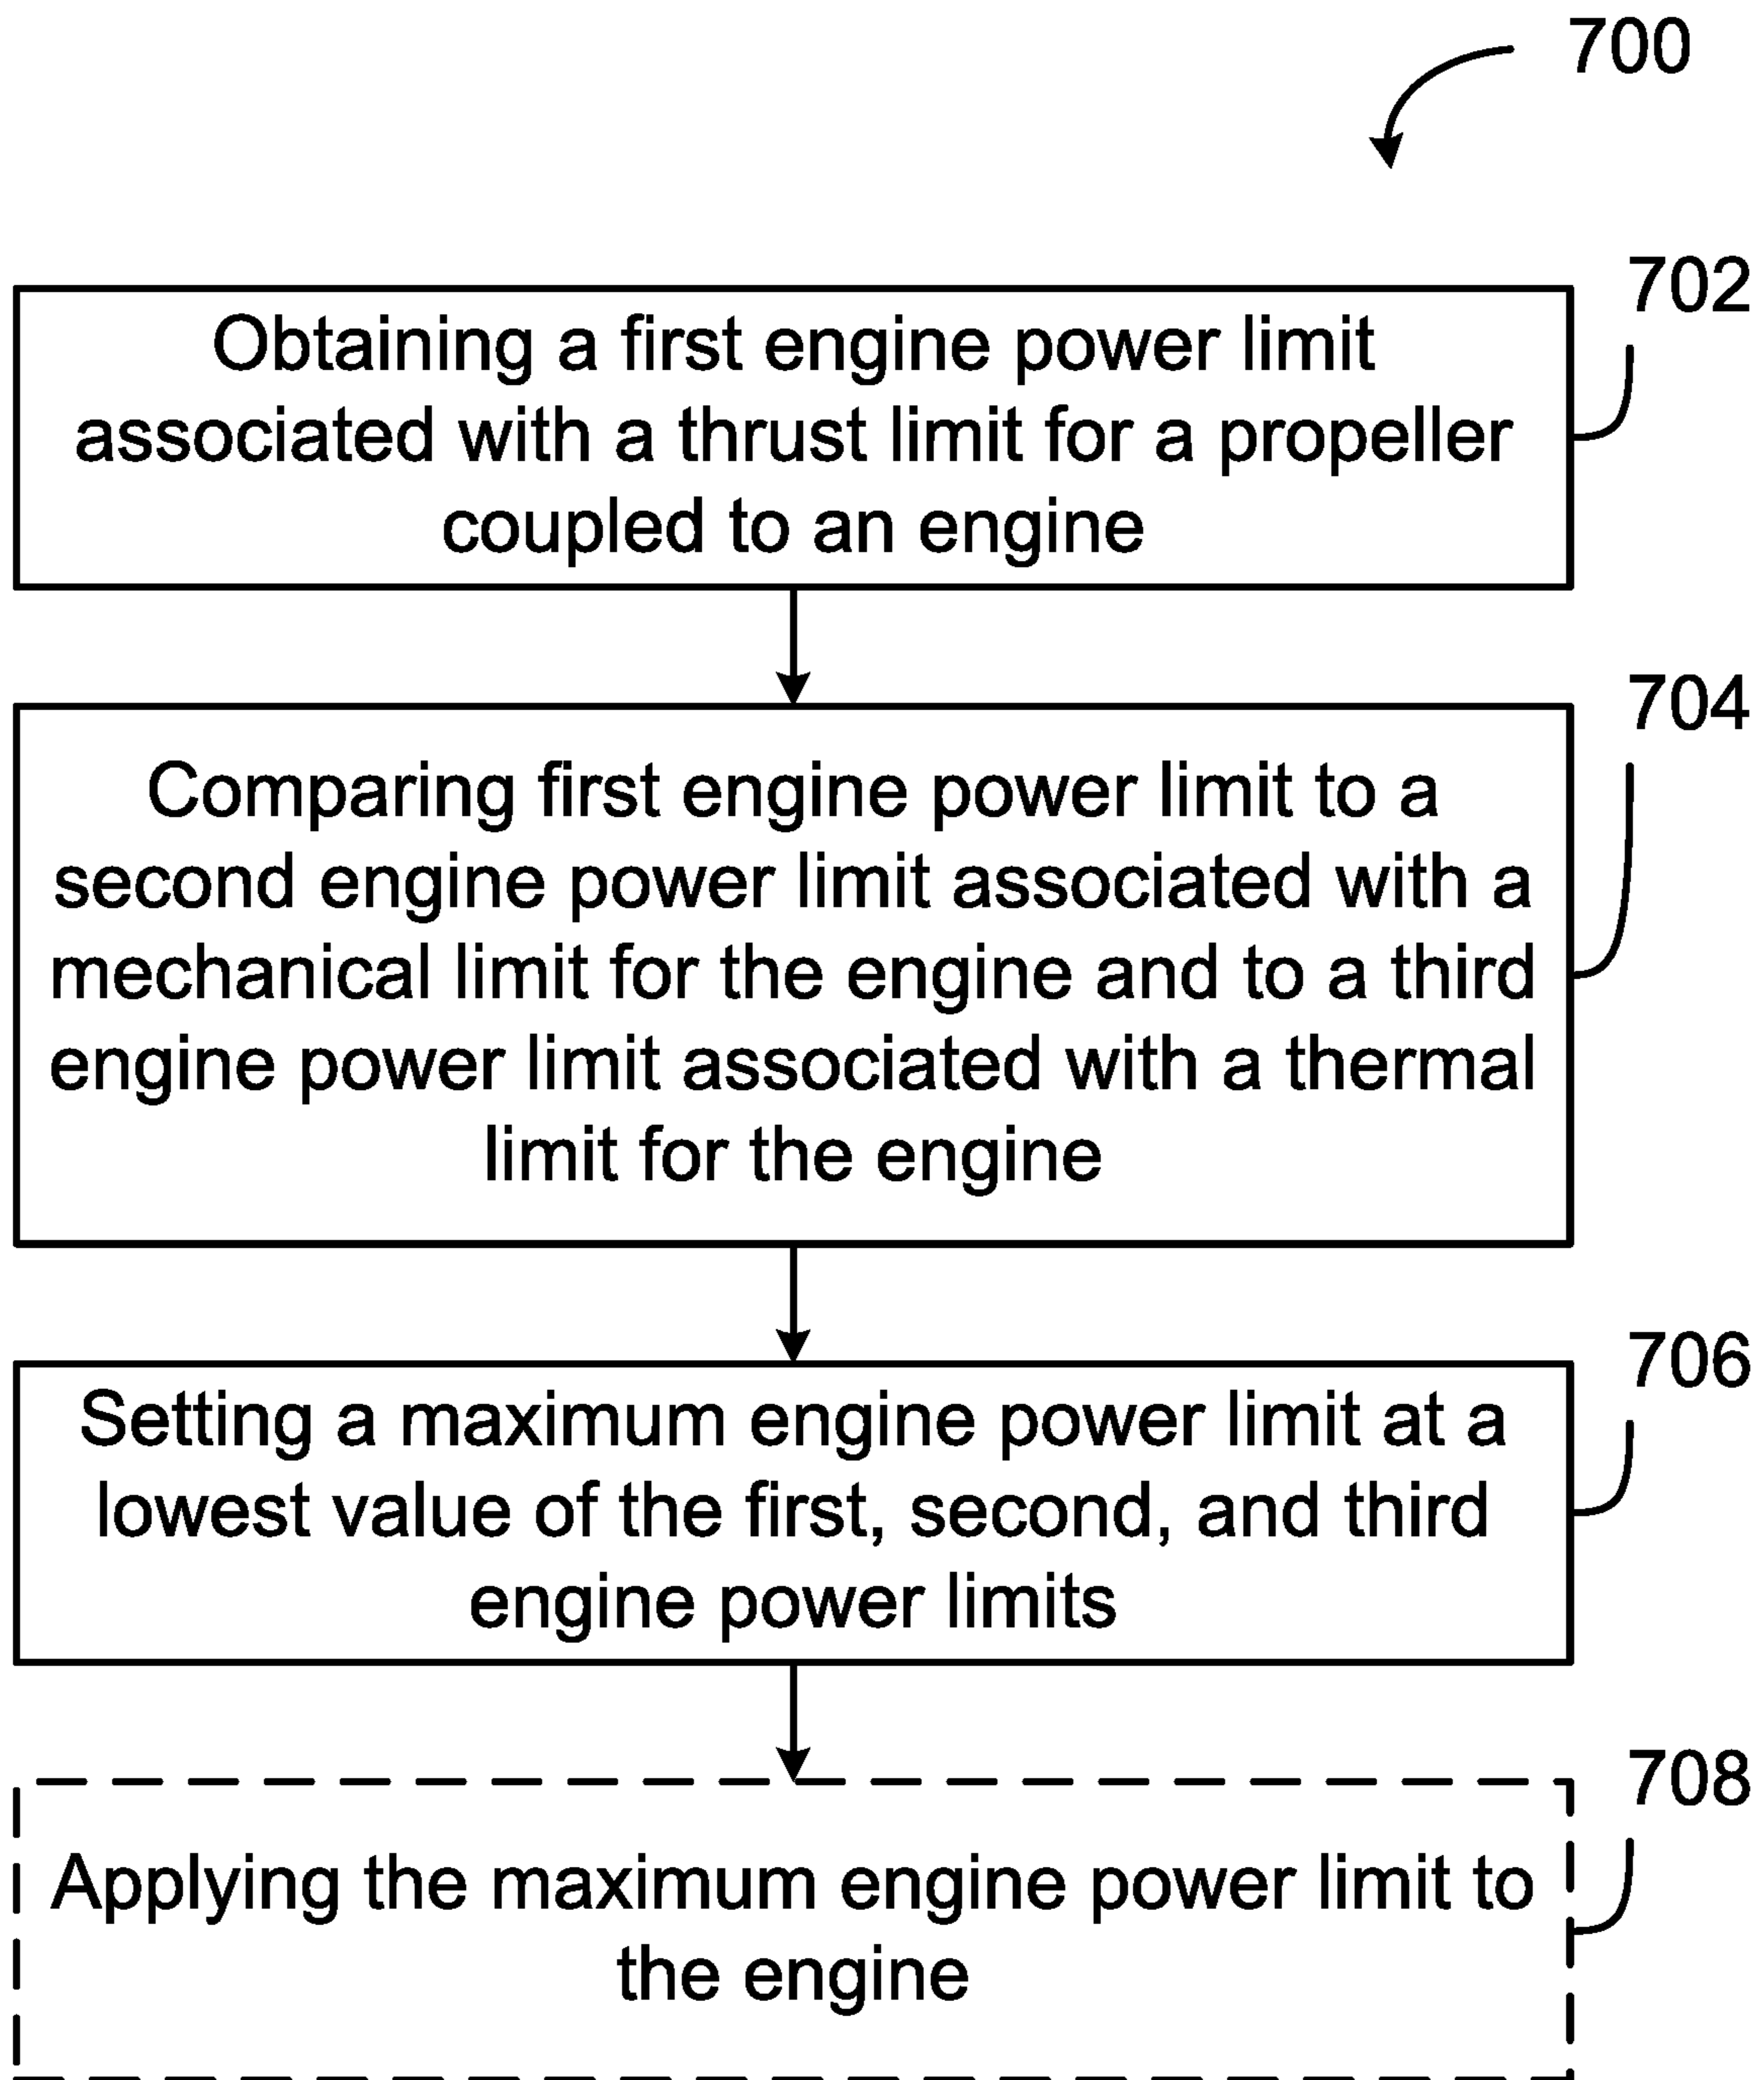 700
702
Obtaining a first engine power limit
associated with a thrust limit for a propeller
coupled to an engine
704
Comparing first engine power limit to a
second engine power limit associated with a
mechanical limit for the engine and to a third
engine power limit associated with a thermal
limit for the engine
706
Setting a maximum engine power limit at a
lowest value of the first, second, and third
engine power limits
708
Applying the maximum engine power limit to
the engine